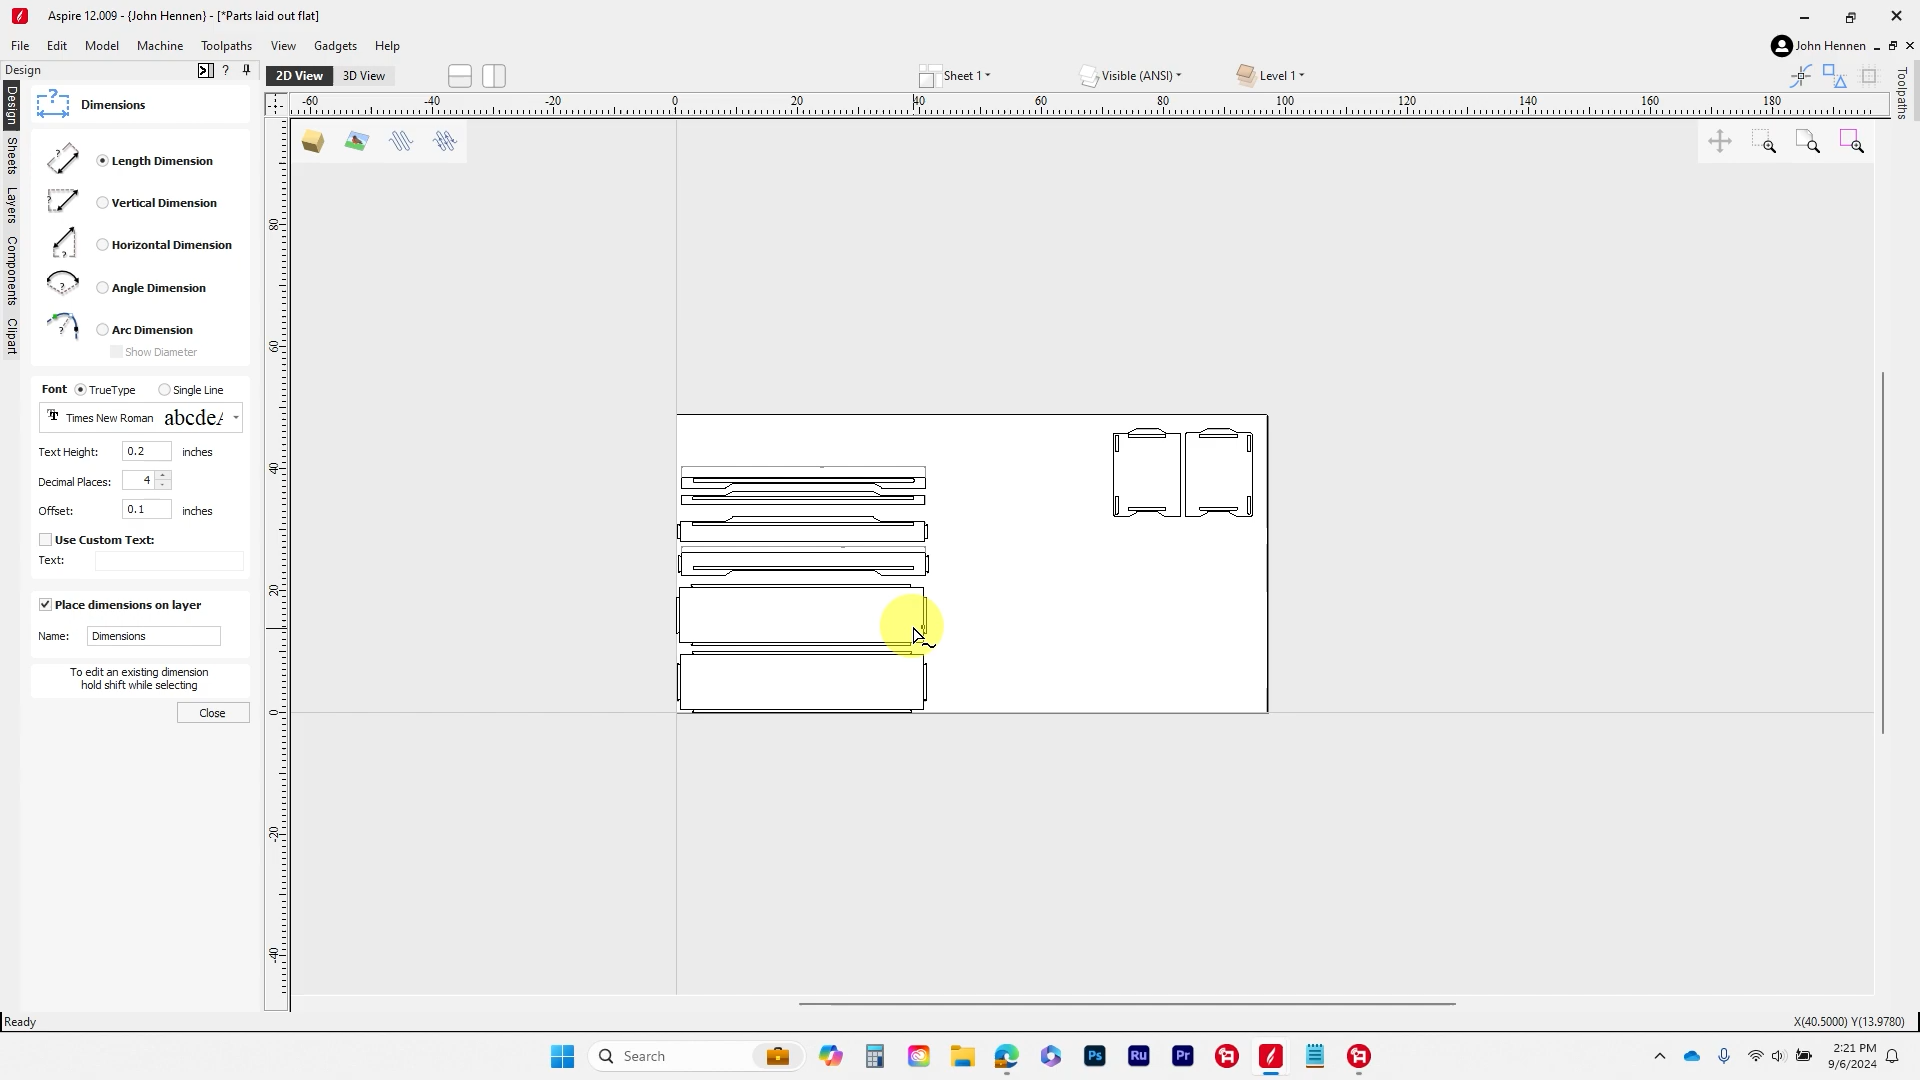 Aspire 12.009 - {John Hennen} - [*Parts laid out flat]
File Edit Model Machine Toolpaths View Gadgets Help
John Hennen
Design
2D View 3D View
Sheet 1
Visible (ANSI)
Level 1
Toolpaths
Design
Sheets
Layers
Components
Clipart
Dimensions
-60 -40 -20 0 20 40 60 80 100 120 140 160 180
80
60
40
20
0
-20
-40
Length Dimension
Vertical Dimension
Horizontal Dimension
Angle Dimension
Arc Dimension
Show Diameter
Font TrueType Single Line
Times New Roman abcde
Text Height: 0.2 inches
Decimal Places: 4
Offset: 0.1 inches
Use Custom Text:
Text:
Place dimensions on layer
Name: Dimensions
To edit an existing dimension
hold shift while selecting
Close
Ready
X(40.5000) Y(13.9780)
Search
Ps
Ru
Pr
2:21 PM
9/6/2024